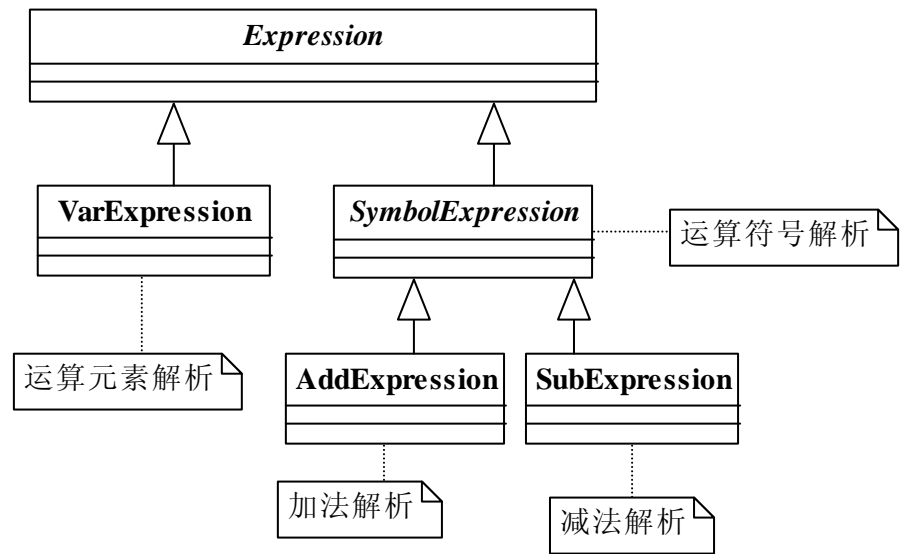 Expression
VarExpression
SymbolExpression
运算符号解析
运算元素解析
AddExpression
SubExpression
加法解析
减法解析